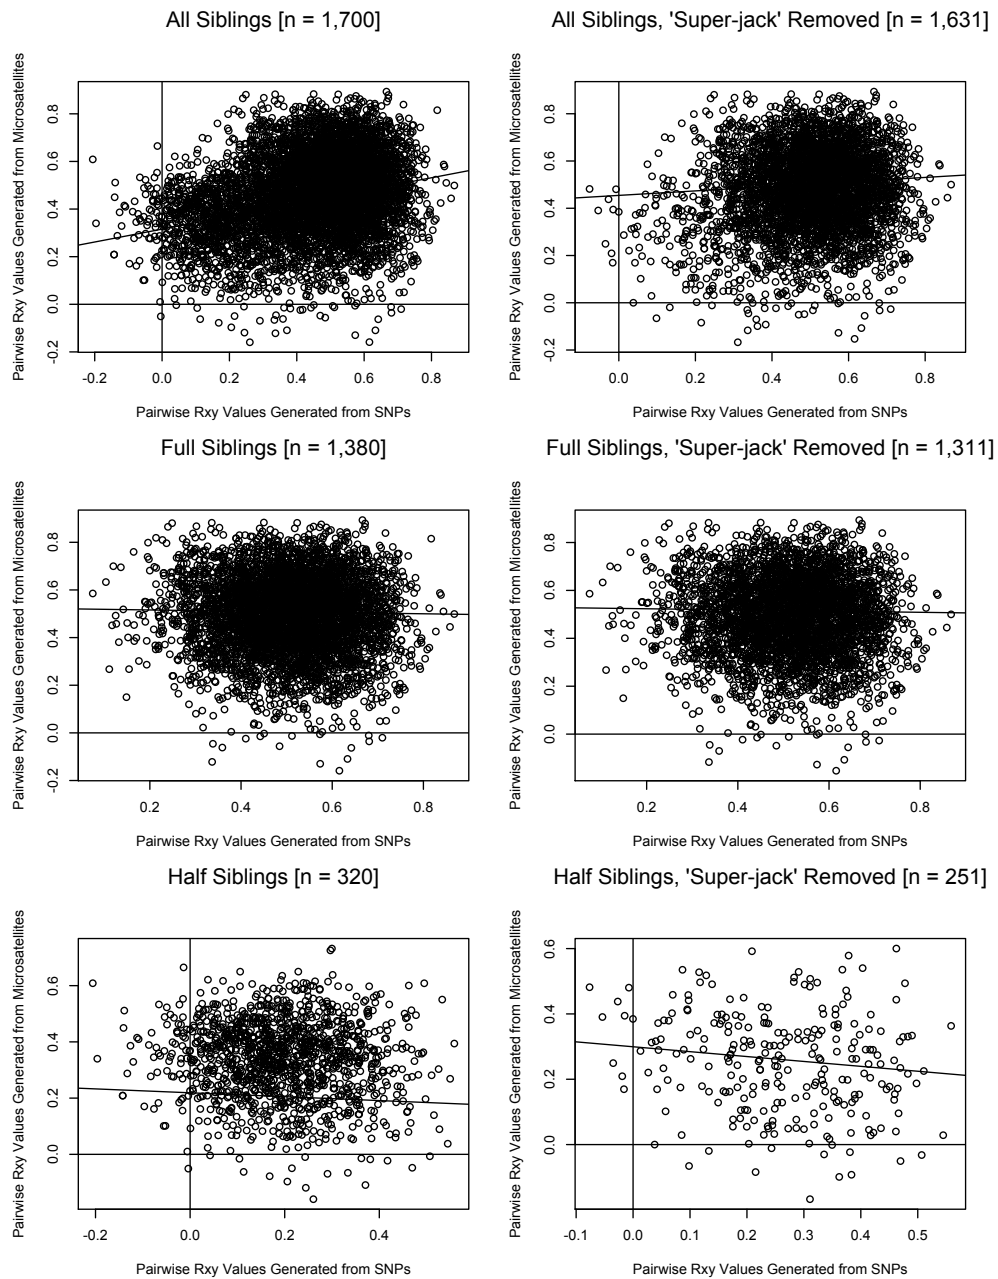 All Siblings [n = 1,700]
Pairwise Rxy Values Generated from Microsatellites
0.8
0.6
0.4
0.2
0.0
-0.2
-0.2 0.0 0.2 0.4 0.6 0.8
Pairwise Rxy Values Generated from SNPs
All Siblings, 'Super-jack' Removed [n = 1,631]
Pairwise Rxy Values Generated from Microsatellites
0.8
0.6
0.4
0.2
0.0
-0.2
0.0 0.2 0.4 0.6 0.8
Pairwise Rxy Values Generated from SNPs
Full Siblings [n = 1,380]
Pairwise Rxy Values Generated from Microsatellites
0.8
0.6
0.4
0.2
0.0
-0.2
0.2 0.4 0.6 0.8
Pairwise Rxy Values Generated from SNPs
Full Siblings, 'Super-jack' Removed [n = 1,311]
Pairwise Rxy Values Generated from Microsatellites
0.8
0.6
0.4
0.2
0.0
0.2 0.4 0.6 0.8
Pairwise Rxy Values Generated from SNPs
Half Siblings [n = 320]
Pairwise Rxy Values Generated from Microsatellites
0.6
0.4
0.2
0.0
-0.2 0.0 0.2 0.4
Pairwise Rxy Values Generated from SNPs
Half Siblings, 'Super-jack' Removed [n = 251]
Pairwise Rxy Values Generated from Microsatellites
0.6
0.4
0.2
0.0
-0.1 0.0 0.1 0.2 0.3 0.4 0.5
Pairwise Rxy Values Generated from SNPs